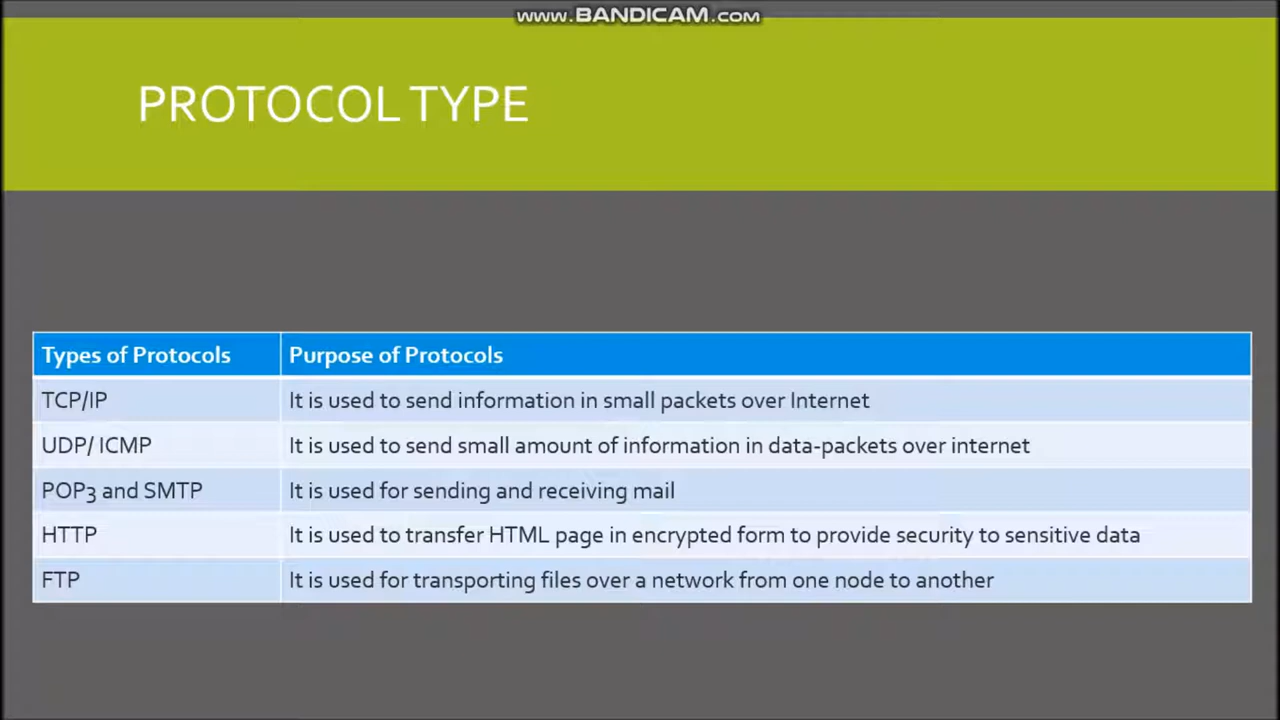 www.BANDICAM.com
PROTOCOL TYPE
Types of Protocols Purpose of Protocols
TCP/IP It is used to send information in small packets over Internet
UDP/ ICMP It is used to send small amount of information in data-packets over internet
POP3 and SMTP It is used for sending and receiving mail
HTTP It is used to transfer HTML page in encrypted form to provide security to sensitive data
FTP It is used for transporting files over a network from one node to another